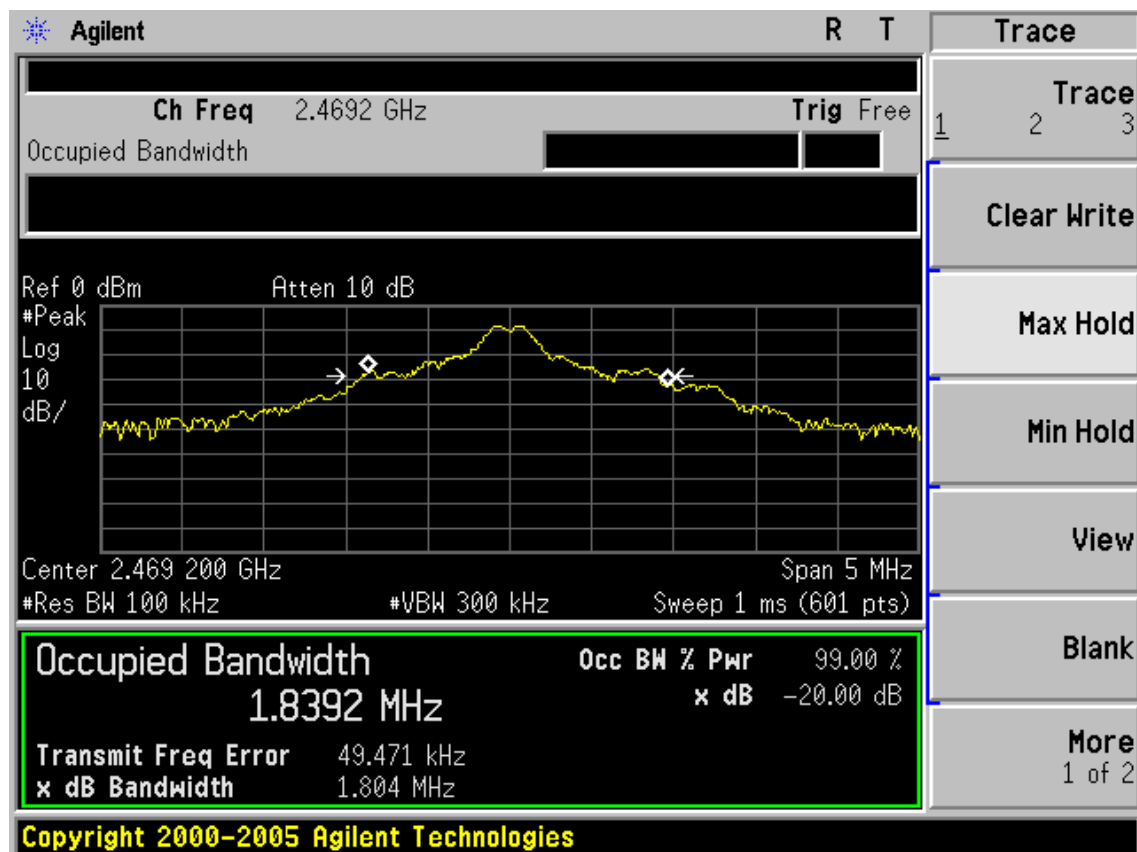 Agilent R T Trace
Ch Freq 2.4692 GHz Trig Free
Occupied Bandwidth
Trace
1 2 3
Clear Write
Max Hold
Min Hold
View
Blank
More
1 of 2
Ref 0 dBm Atten 10 dB
#Peak
Log
10
dB/
Center 2.469 200 GHz Span 5 MHz
#Res BW 100 kHz #VBW 300 kHz Sweep 1 ms (601 pts)
Occupied Bandwidth Occ BW % Pwr 99.00 %
1.8392 MHz x dB -20.00 dB
Transmit Freq Error 49.471 kHz
x dB Bandwidth 1.804 MHz
Copyright 2000-2005 Agilent Technologies